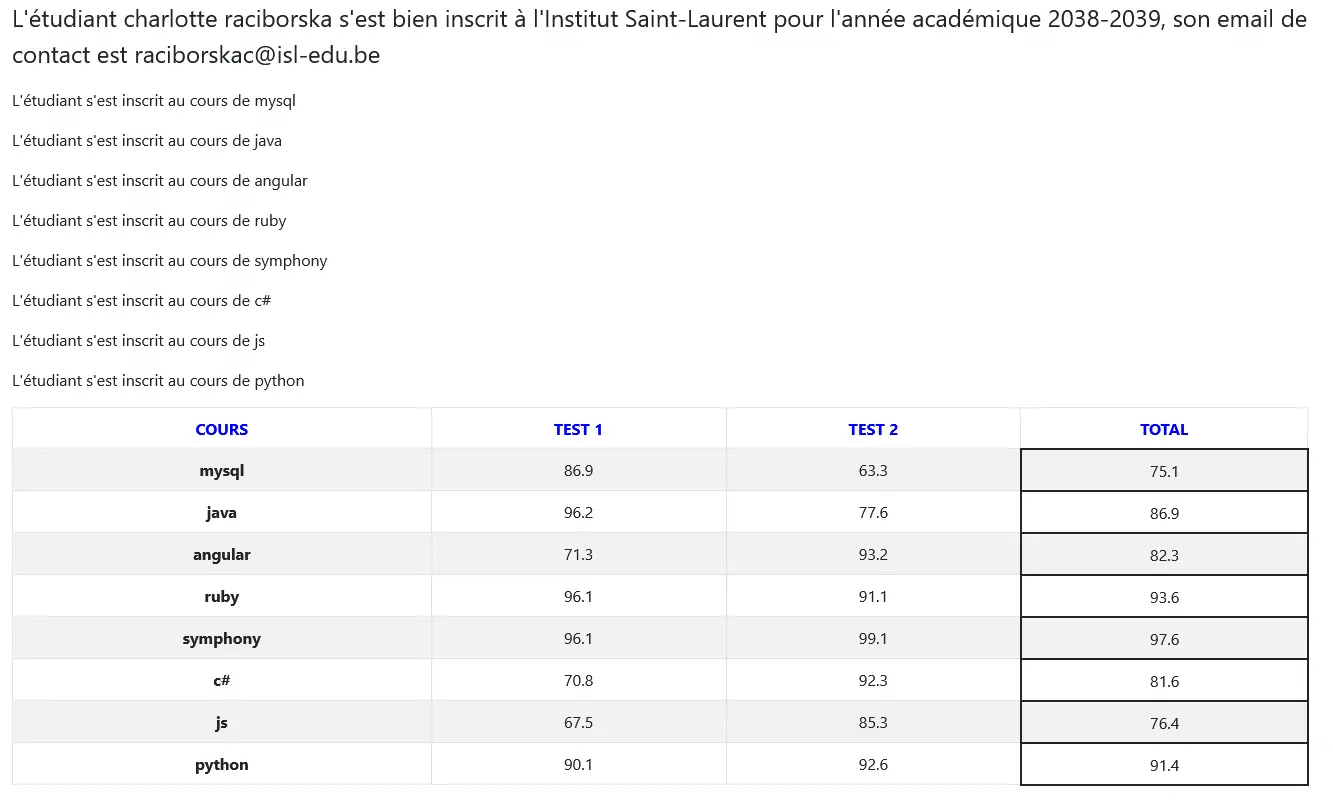 L'étudiant charlotte raciborska s'est bien inscrit à l'Institut Saint-Laurent pour l'année académique 2038-2039, son email de
contact est raciborskac@isl-edu.be
L'étudiant s'est inscrit au cours de mysql
L'étudiant s'est inscrit au cours de java
L'étudiant s'est inscrit au cours de angular
L'étudiant s'est inscrit au cours de ruby
L'étudiant s'est inscrit au cours de symphony
L'étudiant s'est inscrit au cours de c#
L'étudiant s'est inscrit au cours de js
L'étudiant s'est inscrit au cours de python
COURS TEST 1 TEST 2 TOTAL
mysql 86.9 63.3 75.1
java 96.2 77.6 86.9
angular 71.3 93.2 82.3
ruby 96.1 91.1 93.6
symphony 96.1 99.1 97.6
c# 70.8 92.3 81.6
js 67.5 85.3 76.4
python 90.1 92.6 91.4